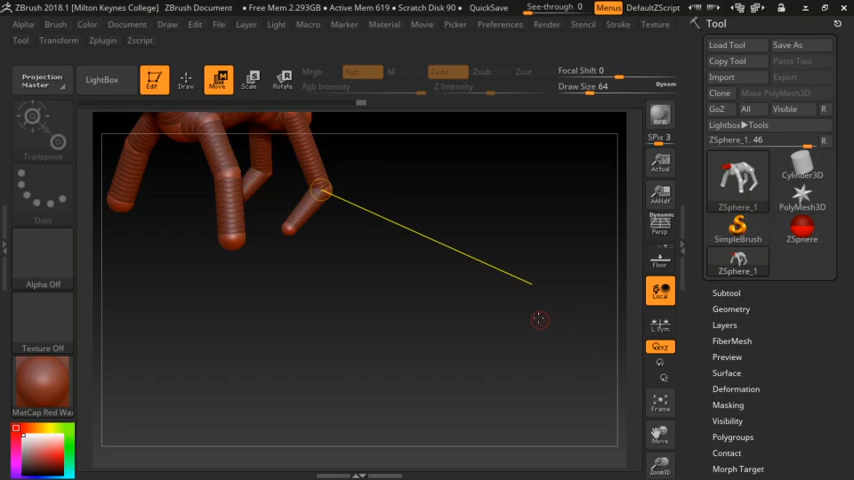 ZBrush 2018.1 [Milton Keynes College] ZBrush Document • Free Mem 2.293GB • Active Mem 619 • Scratch Disk 90 • QuickSave See-through 0 Menus DefaultZScript
Alpha Brush Color Document Draw Edit File Layer Light Macro Marker Material Movie Picker Preferences Render Stencil Stroke Texture
Tool Transform Zplugin Zscript
Projection Master
LightBox
Edit
Draw
Move
Scale
Rotate
Mrgb Rgb M Zadd Zsub Zcut
Rgb Intensity Z Intensity
Focal Shift 0
Draw Size 64 Dynam
Transpose
Dots
Alpha Off
Texture Off
MatCap Red Wax
BPR
SPix 3
Actual
AAHalf
Dynamic
Persp
Floor
Local
L.Sym
XYZ
Frame
Move
Zoom3D
Tool
Load Tool Save As
Copy Tool Paste Tool
Import Export
Clone Make PolyMesh3D
GoZ All Visible R
Lightbox▶Tools
ZSphere_1. 46 R
ZSphere_1
Cylinder3D
PolyMesh3D
SimpleBrush
ZSphere
ZSphere_1
Subtool
Geometry
Layers
FiberMesh
Preview
Surface
Deformation
Masking
Visibility
Polygroups
Contact
Morph Target